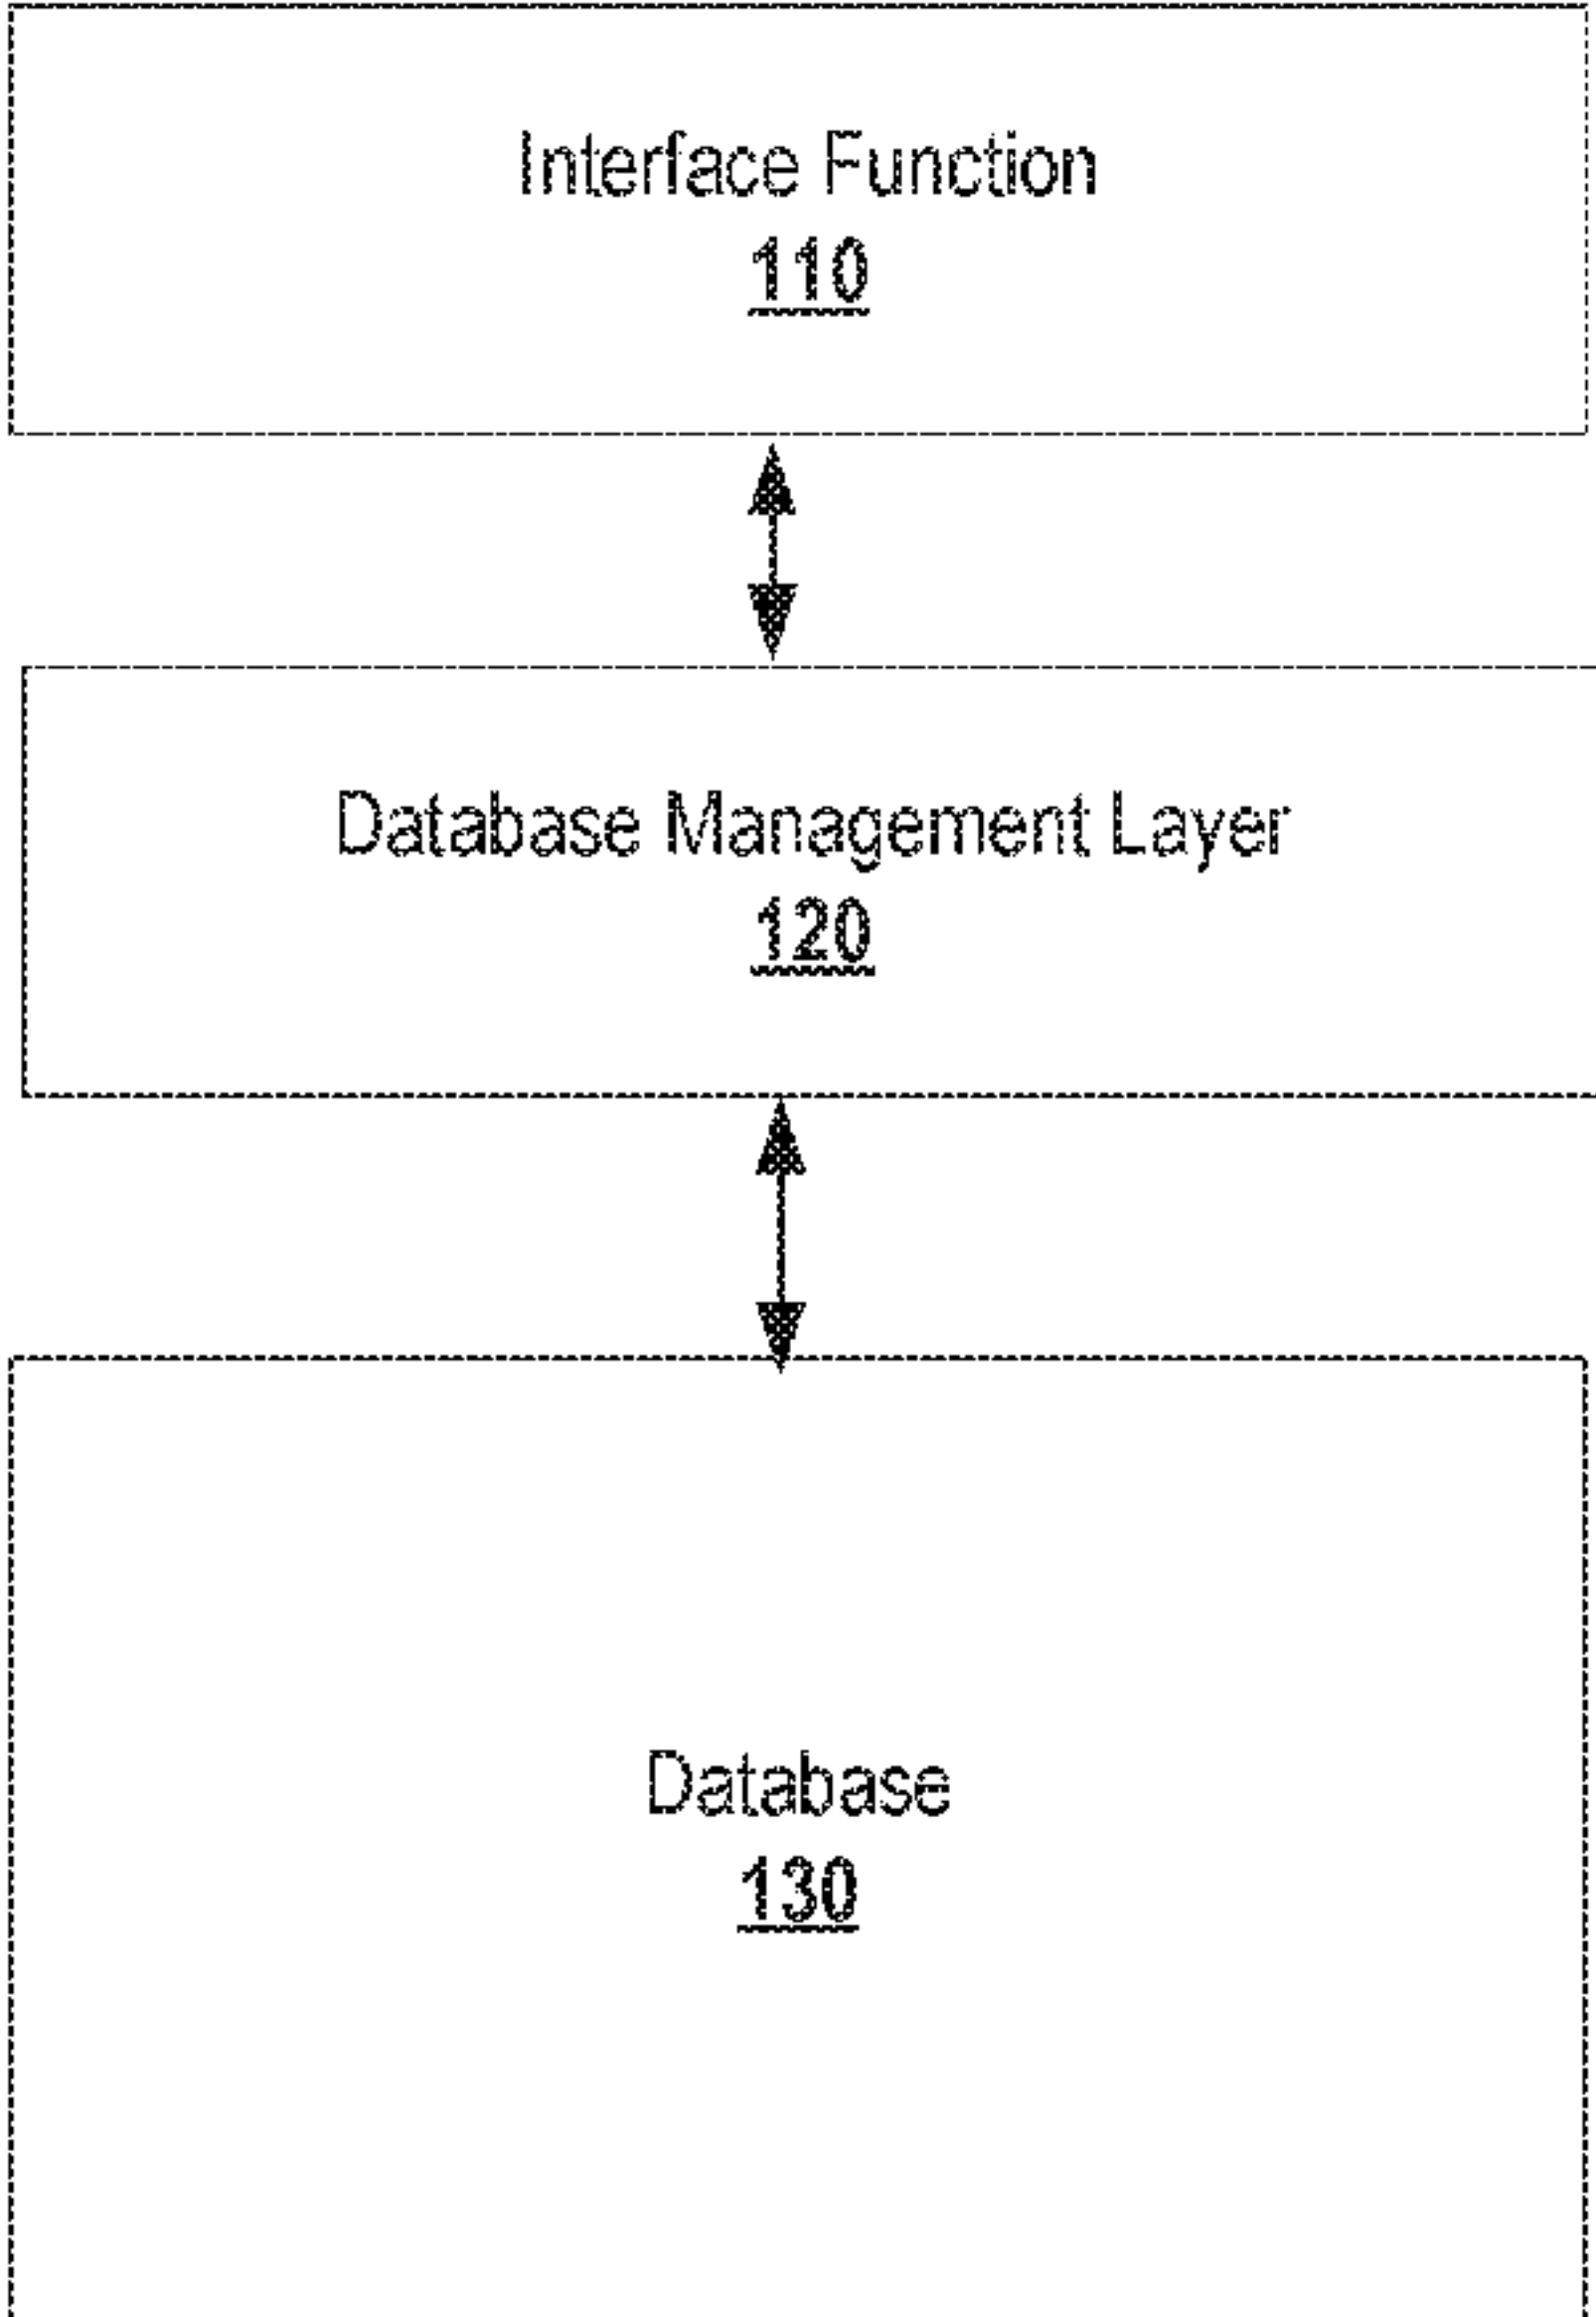 Interface Function
110
Database Management Layer
120
Database
130